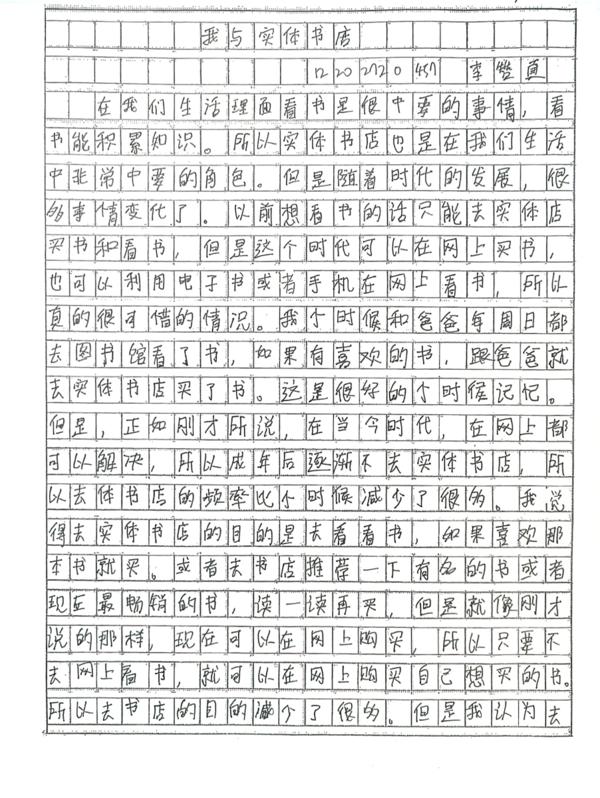 我与实体书店
12 20 2720 457 李 真
在我们生活理面看书是很中要的事情，看
书能积累知识。所以实体书店也是在我们生活
中非常中要的角包。但是随着时代的发展，很
多事情变化了。以前想看书的话只能去实体店
买书和看书，但是这个时代可以在网上买书，
也可以利用电子书或者手机在网上看书，所以
真的很可惜的情况。我个时候和爸爸每周日都
去图书馆看了书，如果有喜欢的书，跟爸爸就
去实体书店买了书。这是很好的个时候记忆。
但是，正如刚才所说，在当今时代，在网上都
可以解决，所以成年后逐渐不去实体书店，所
以去体书店的频率比个时候减少了很多。我说
得去实体书店的目的是去看看书，如果喜欢那
本书就买。或者去书店推荐一下有名的书或者
现在最畅销的书，读一读再买，但是就像刚才
说的那样，现在可以在网上购买，所以只要不
去网上看书，就可以在网上购买自己想买的书。
所以去书店的目的减个了很多。但是我认为去